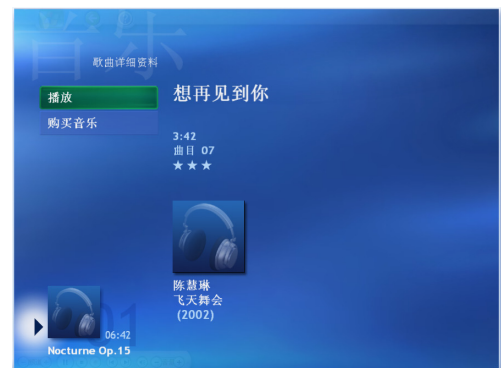 音乐
歌曲详细资料
播放
购买音乐
想再见到你
3:42
曲目 07
★★★
陈慧琳
飞天舞会
(2002)
01
06:42
Nocturne Op.15